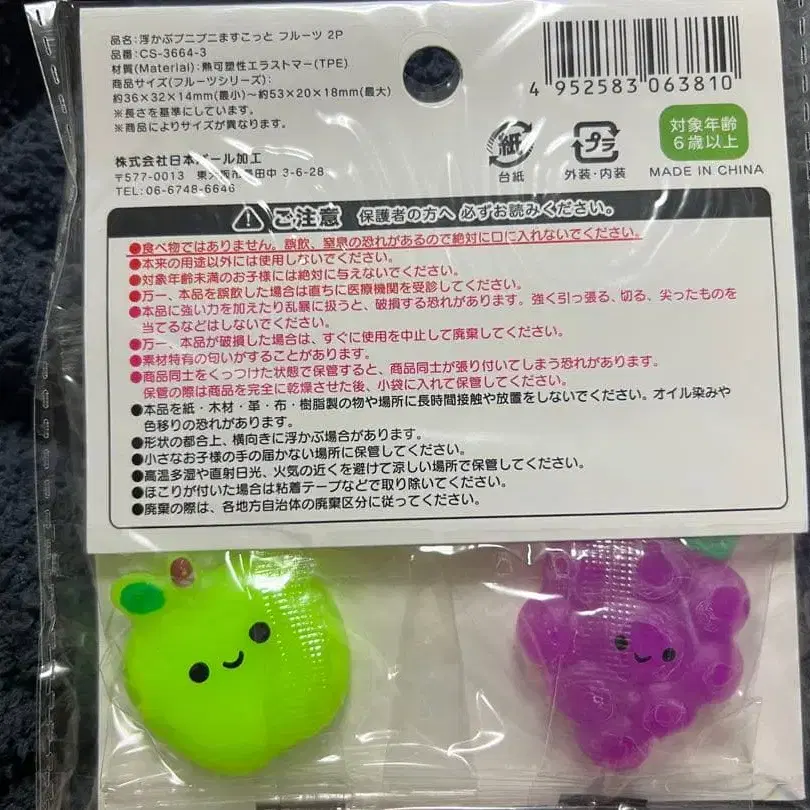 品名:浮かぶプニプニますこっと フルーツ 2P
品番:CS-3664-3
材質(Material):熱可塑性エラストマー(TPE)
商品サイズ(フルーツシリーズ):
約36×32×14mm(最小)～約53×20×18mm(最大)
※長さを基準にしています。
※商品によりサイズが異なります。
株式会社日本パール加工
〒577-0013 東大阪市長田中 3-6-28
TEL:06-6748-6646
4 952583 063810
紙
台紙
プラ
外装・内装
対象年齢
6歳以上
MADE IN CHINA
ご注意 保護者の方へ 必ずお読みください。
●食べ物ではありません。誤飲、窒息の恐れがあるので絶対に口に入れないでください。
●本来の用途以外には使用しないでください。
●対象年齢未満のお子様には絶対に与えないでください。
●万一、本品を誤飲した場合は直ちに医療機関を受診してください。
●本品に強い力を加えたり乱暴に扱うと、破損する恐れがあります。強く引っ張る、切る、尖ったものを
当てるなどはしないでください。
●万一、本品が破損した場合は、すぐに使用を中止して廃棄してください。
●素材特有の匂いがすることがあります。
●商品同士をくっつけた状態で保管すると、商品同士が張り付いてしまう恐れがあります。
保管の際は商品を完全に乾燥させた後、小袋に入れて保管してください。
●本品を紙・木材・革・布・樹脂製の物や場所に長時間接触や放置をしないでください。オイル染みや
色移りの恐れがあります。
●形状の都合上、横向きに浮かぶ場合があります。
●小さなお子様の手の届かない場所に保管してください。
●高温多湿や直射日光、火気の近くを避けて涼しい場所で保管してください。
●ほこりが付いた場合は粘着テープなどで取り除いてください。
●廃棄の際は、各地方自治体の廃棄区分に従ってください。